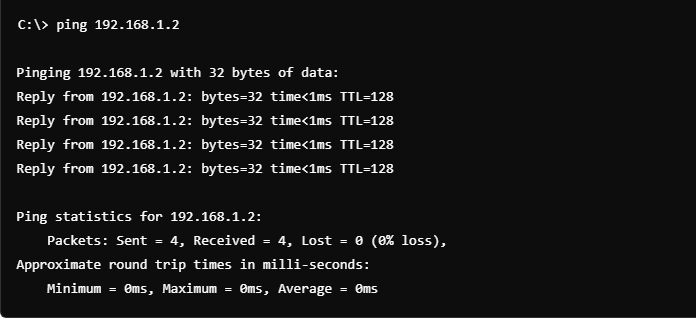 C:\> ping 192.168.1.2
Pinging 192.168.1.2 with 32 bytes of data:
Reply from 192.168.1.2: bytes=32 time<1ms TTL=128
Reply from 192.168.1.2: bytes=32 time<1ms TTL=128
Reply from 192.168.1.2: bytes=32 time<1ms TTL=128
Reply from 192.168.1.2: bytes=32 time<1ms TTL=128
Ping statistics for 192.168.1.2:
Packets: Sent = 4, Received = 4, Lost = 0 (0% loss),
Approximate round trip times in milli-seconds:
Minimum = 0ms, Maximum = 0ms, Average = 0ms